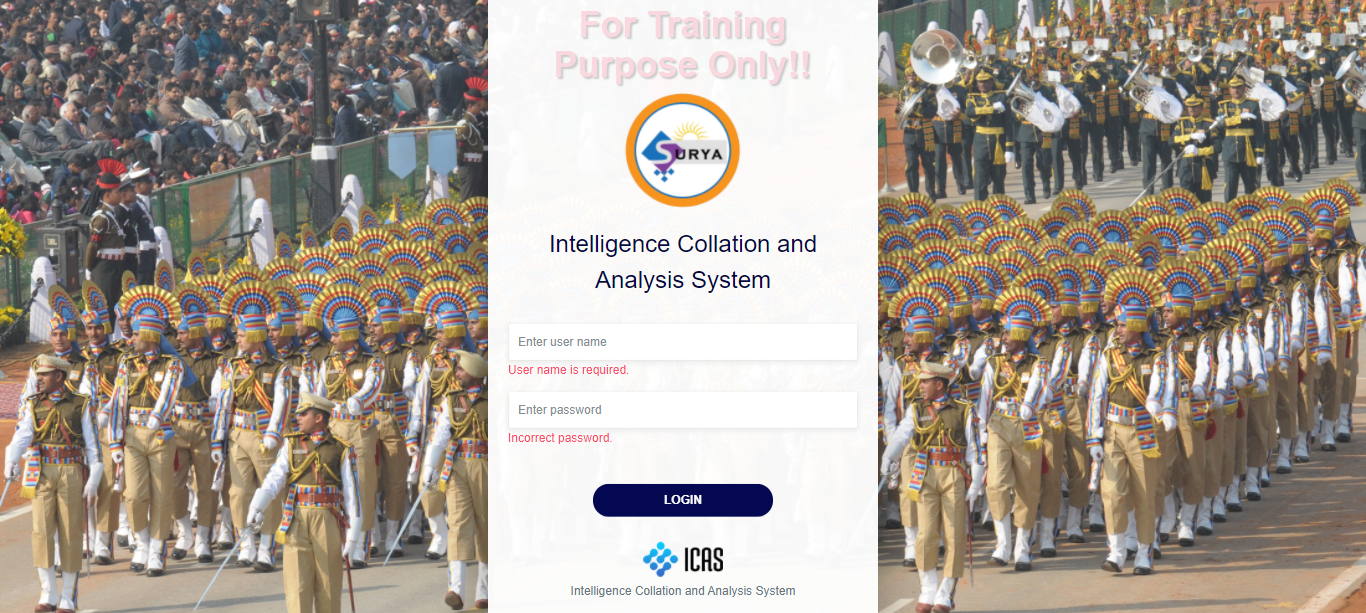 For Training
Purpose Only!!
SURYA
Intelligence Collation and
Analysis System
Enter user name
User name is required.
Enter password
Incorrect password.
LOGIN
ICAS
Intelligence Collation and Analysis System